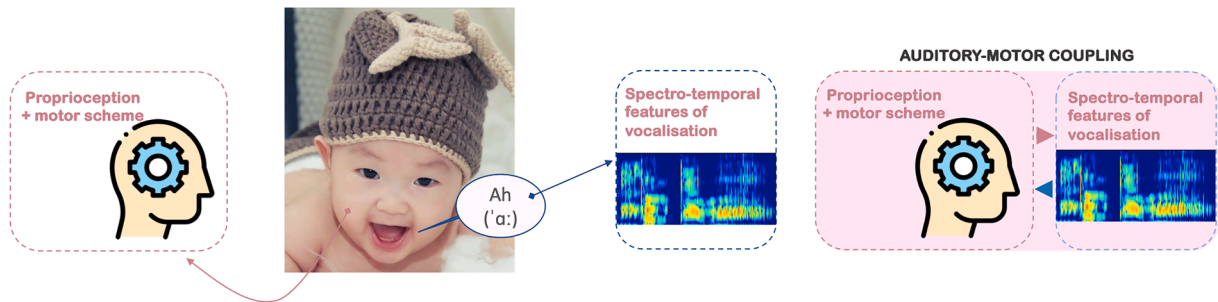 Proprioception
+ motor scheme
Ah
(ˈɑː)
Spectro-temporal
features of
vocalisation
AUDITORY-MOTOR COUPLING
Proprioception
+ motor scheme
Spectro-temporal
features of
vocalisation